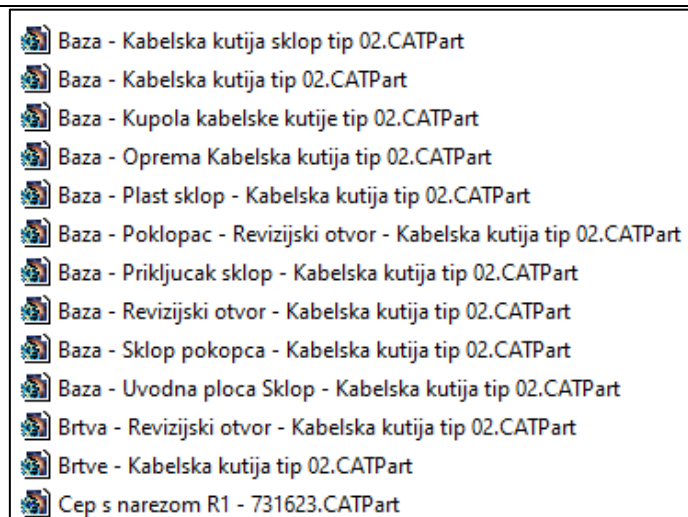 Baza - Kabelska kutija sklop tip 02.CATPart
Baza - Kabelska kutija tip 02.CATPart
Baza - Kupola kabelske kutije tip 02.CATPart
Baza - Oprema Kabelska kutija tip 02.CATPart
Baza - Plast sklop - Kabelska kutija tip 02.CATPart
Baza - Poklopac - Revizijski otvor - Kabelska kutija tip 02.CATPart
Baza - Prikljucak sklop - Kabelska kutija tip 02.CATPart
Baza - Revizijski otvor - Kabelska kutija tip 02.CATPart
Baza - Sklop pokopca - Kabelska kutija tip 02.CATPart
Baza - Uvodna ploca Sklop - Kabelska kutija tip 02.CATPart
Brtva - Revizijski otvor - Kabelska kutija tip 02.CATPart
Brtve - Kabelska kutija tip 02.CATPart
Cep s narezom R1 - 731623.CATPart